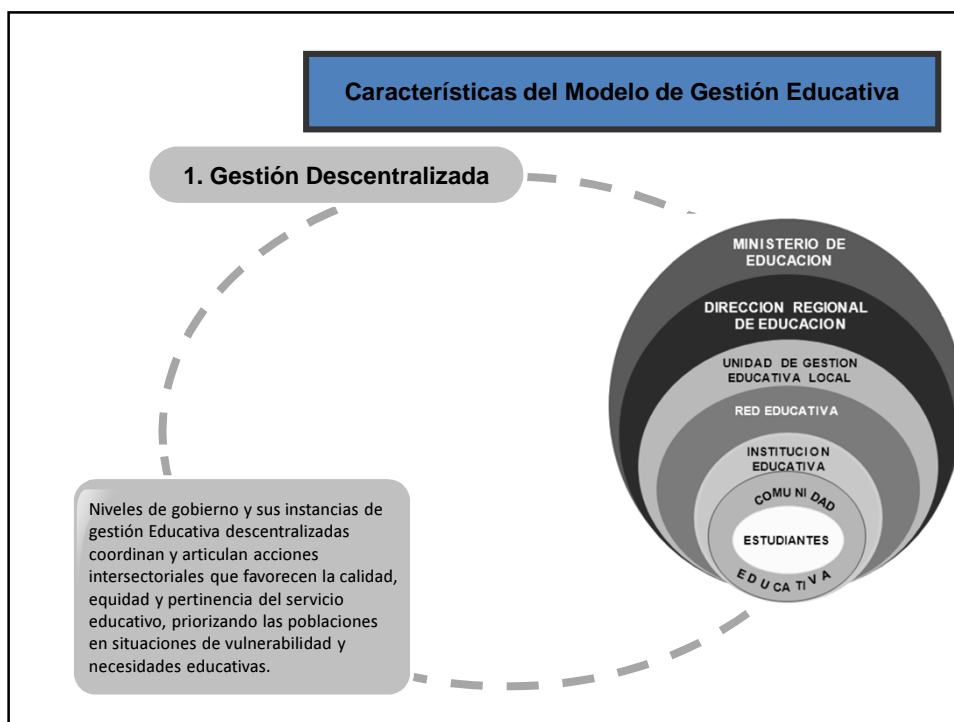 Características del Modelo de Gestión Educativa
1. Gestión Descentralizada
MINISTERIO DE
EDUCACION
DIRECCION REGIONAL
DE EDUCACION
UNIDAD DE GESTION
EDUCATIVA LOCAL
RED EDUCATIVA
INSTITUCION
EDUCATIVA
COMUNIDAD
ESTUDIANTES
EDUCATIVA
Niveles de gobierno y sus instancias de
gestión Educativa descentralizadas
coordinan y articulan acciones
intersectoriales que favorecen la calidad,
equidad y pertinencia del servicio
educativo, priorizando las poblaciones
en situaciones de vulnerabilidad y
necesidades educativas.